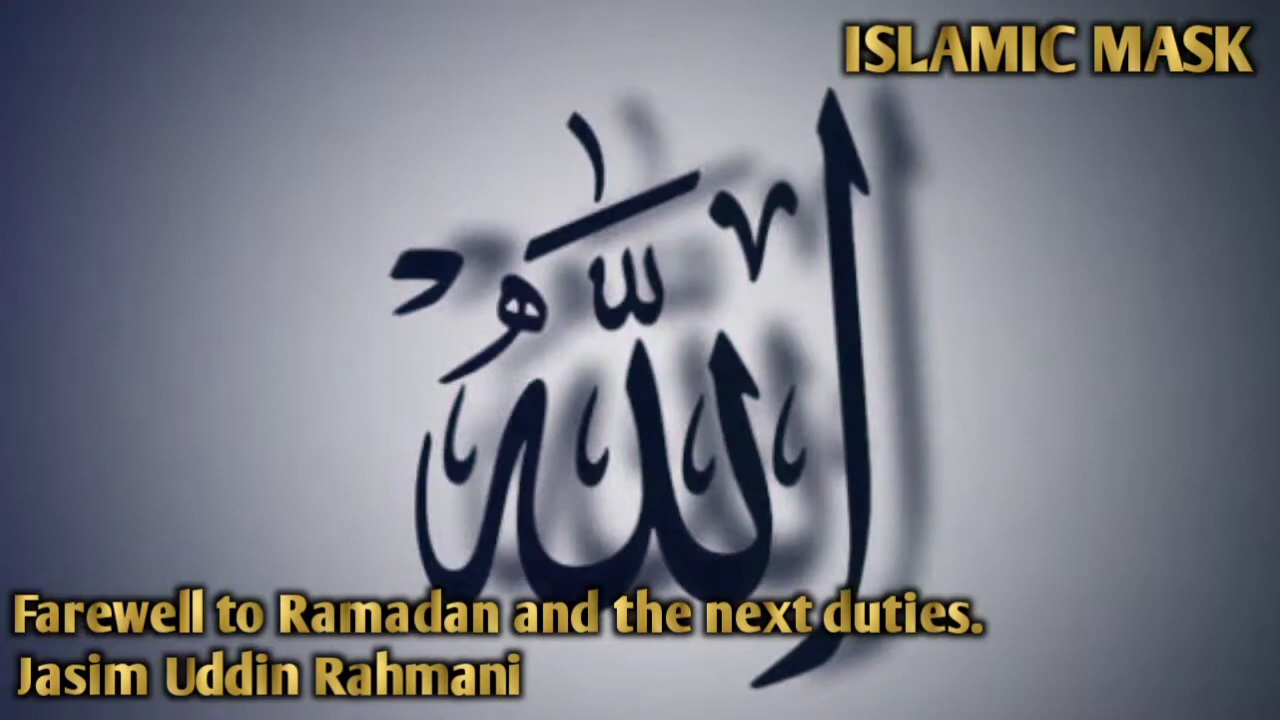 ISLAMIC MASK
الله
Farewell to Ramadan and the next duties.
Jasim Uddin Rahmani